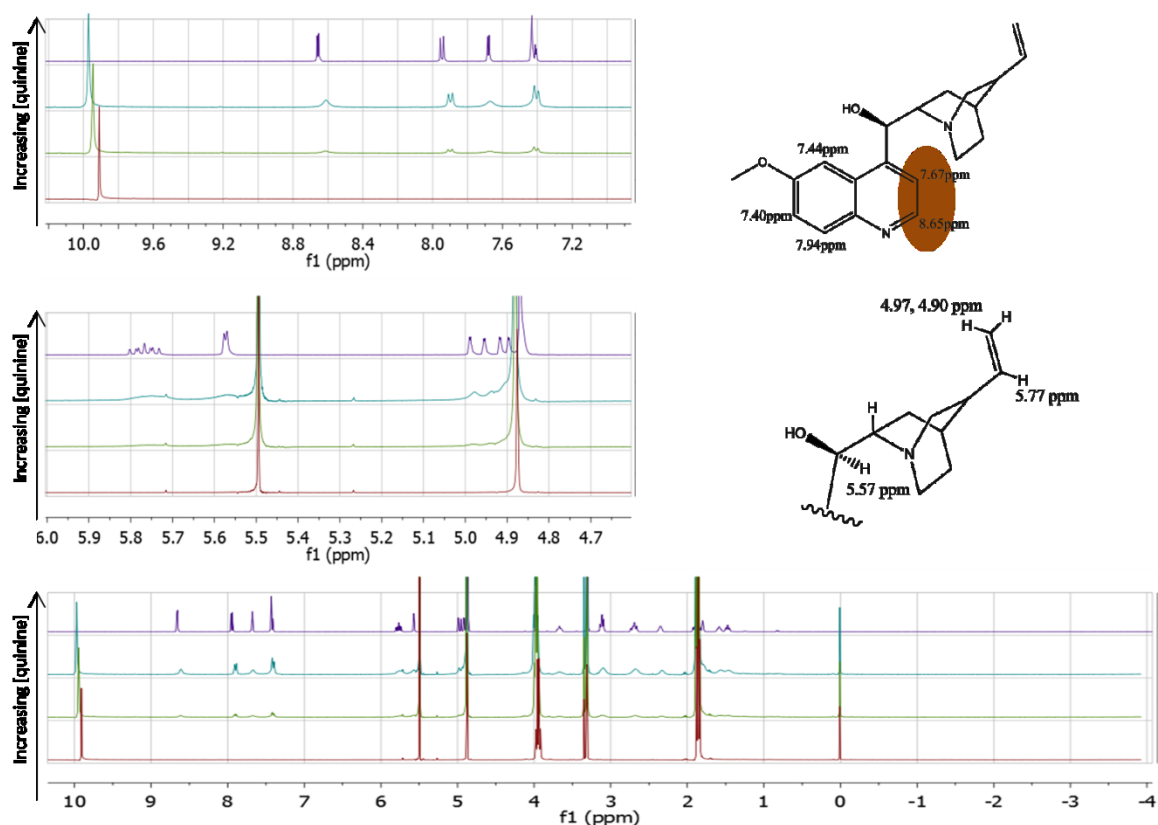 Increasing [quinine]
10.0 9.6 9.2 8.8 8.4 8.0 7.6 7.2
f1 (ppm)
HO
N
7.44ppm
O
7.67ppm
7.40ppm
8.65ppm
7.94ppm
N
Increasing [quinine]
6.0 5.9 5.8 5.7 5.6 5.5 5.4 5.3 5.2 5.1 5.0 4.9 4.8 4.7
f1 (ppm)
4.97, 4.90 ppm
H H
H
5.77 ppm
H
HO
N
H
5.57 ppm
Increasing [quinine]
10 9 8 7 6 5 4 3 2 1 0 -1 -2 -3 -4
f1 (ppm)